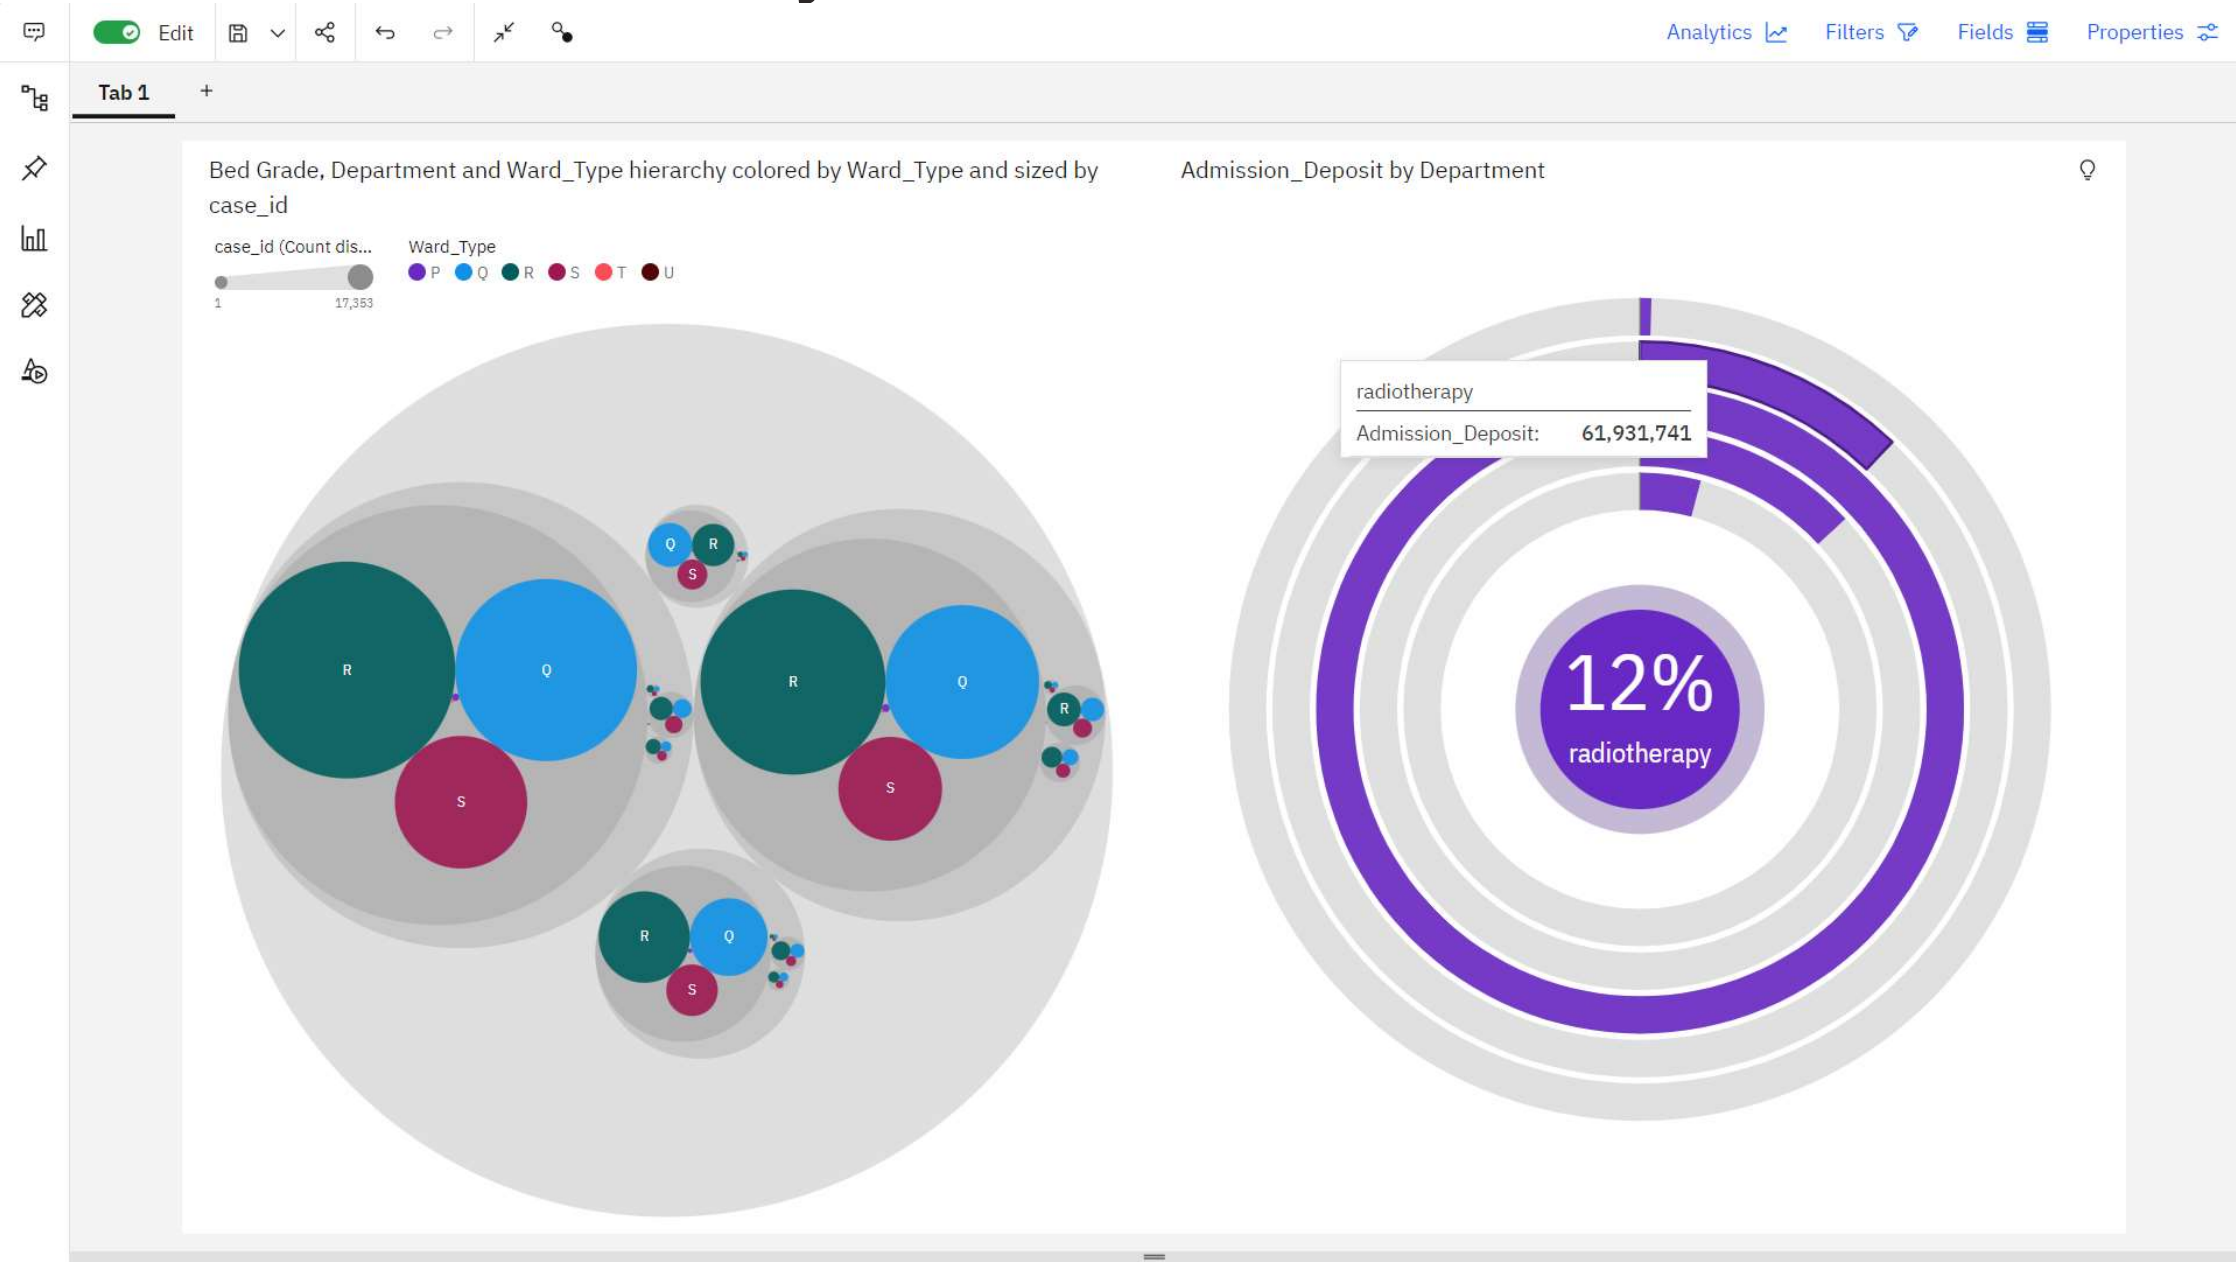 Edit
Analytics
Filters
Fields
Properties
Tab 1
+
Bed Grade, Department and Ward_Type hierarchy colored by Ward_Type and sized by
case_id
case_id (Count dis...
1
17,353
Ward_Type
P Q R S T U
Q R
S
R Q
S
R Q
R
S
R Q
S
Admission_Deposit by Department
radiotherapy
Admission_Deposit: 61,931,741
12%
radiotherapy